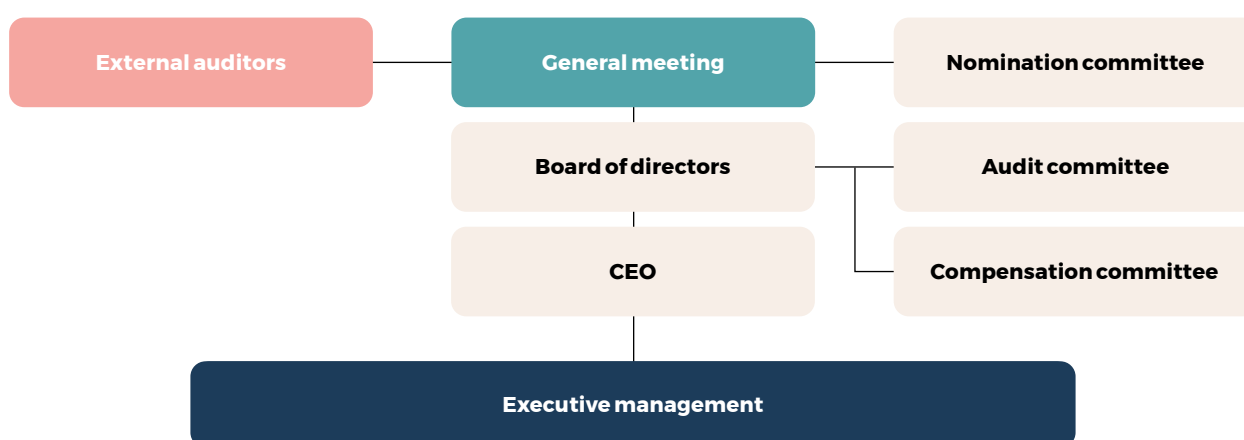 External auditors
General meeting
Nomination committee
Board of directors
Audit committee
CEO
Compensation committee
Executive management